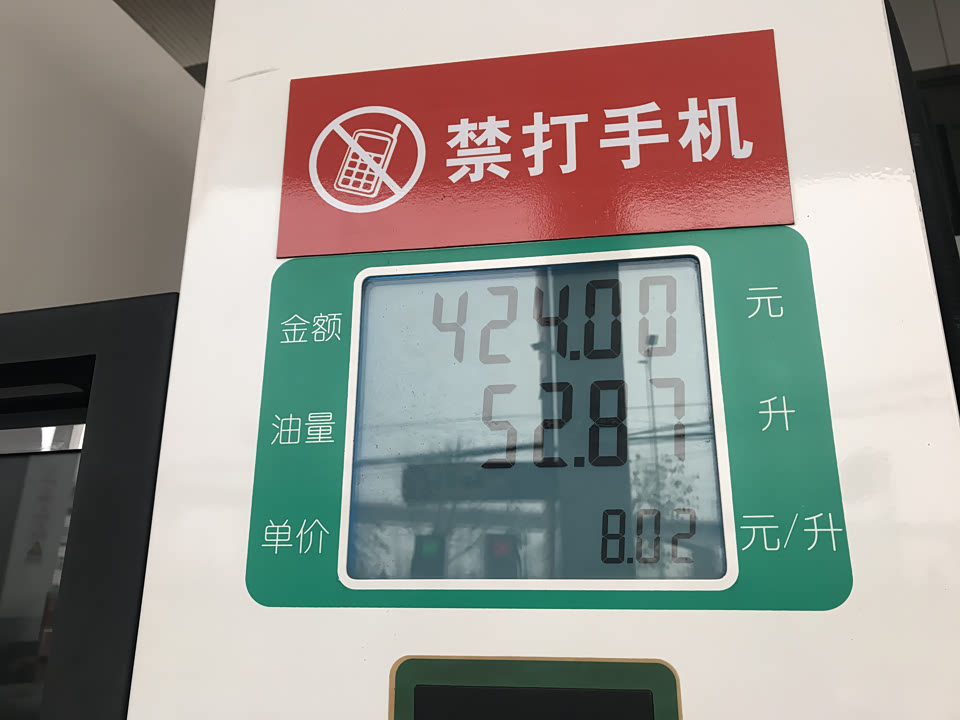 禁打手机
金额 424.00 元
油量 52.87 升
单价 8.02 元/升